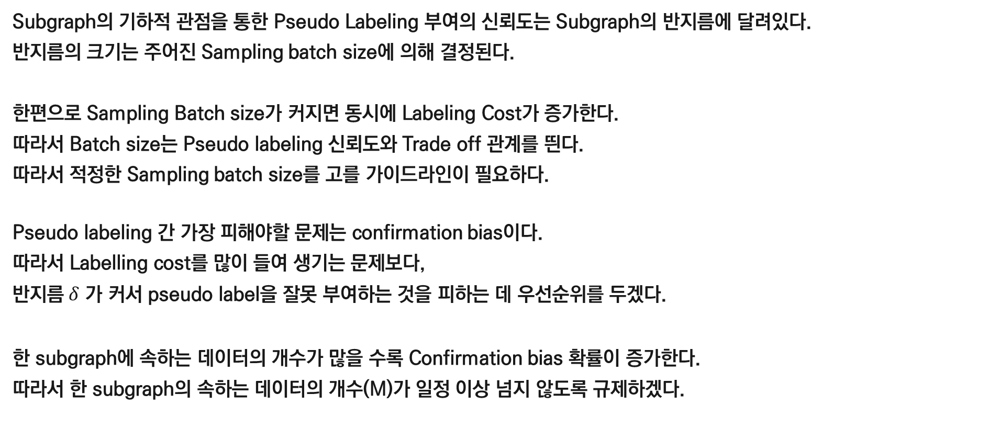 Subgraph의 기하적 관점을 통한 Pseudo Labeling 부여의 신뢰도는 Subgraph의 반지름에 달려있다.
반지름의 크기는 주어진 Sampling batch size에 의해 결정된다.
한편으로 Sampling Batch size가 커지면 동시에 Labeling Cost가 증가한다.
따라서 Batch size는 Pseudo labeling 신뢰도와 Trade off 관계를 띈다.
따라서 적정한 Sampling batch size를 고를 가이드라인이 필요하다.
Pseudo labeling 간 가장 피해야할 문제는 confirmation bias이다.
따라서 Labelling cost를 많이 들여 생기는 문제보다,
반지름 δ 가 커서 pseudo label을 잘못 부여하는 것을 피하는 데 우선순위를 두겠다.
한 subgraph에 속하는 데이터의 개수가 많을 수록 Confirmation bias 확률이 증가한다.
따라서 한 subgraph의 속하는 데이터의 개수(M)가 일정 이상 넘지 않도록 규제하겠다.